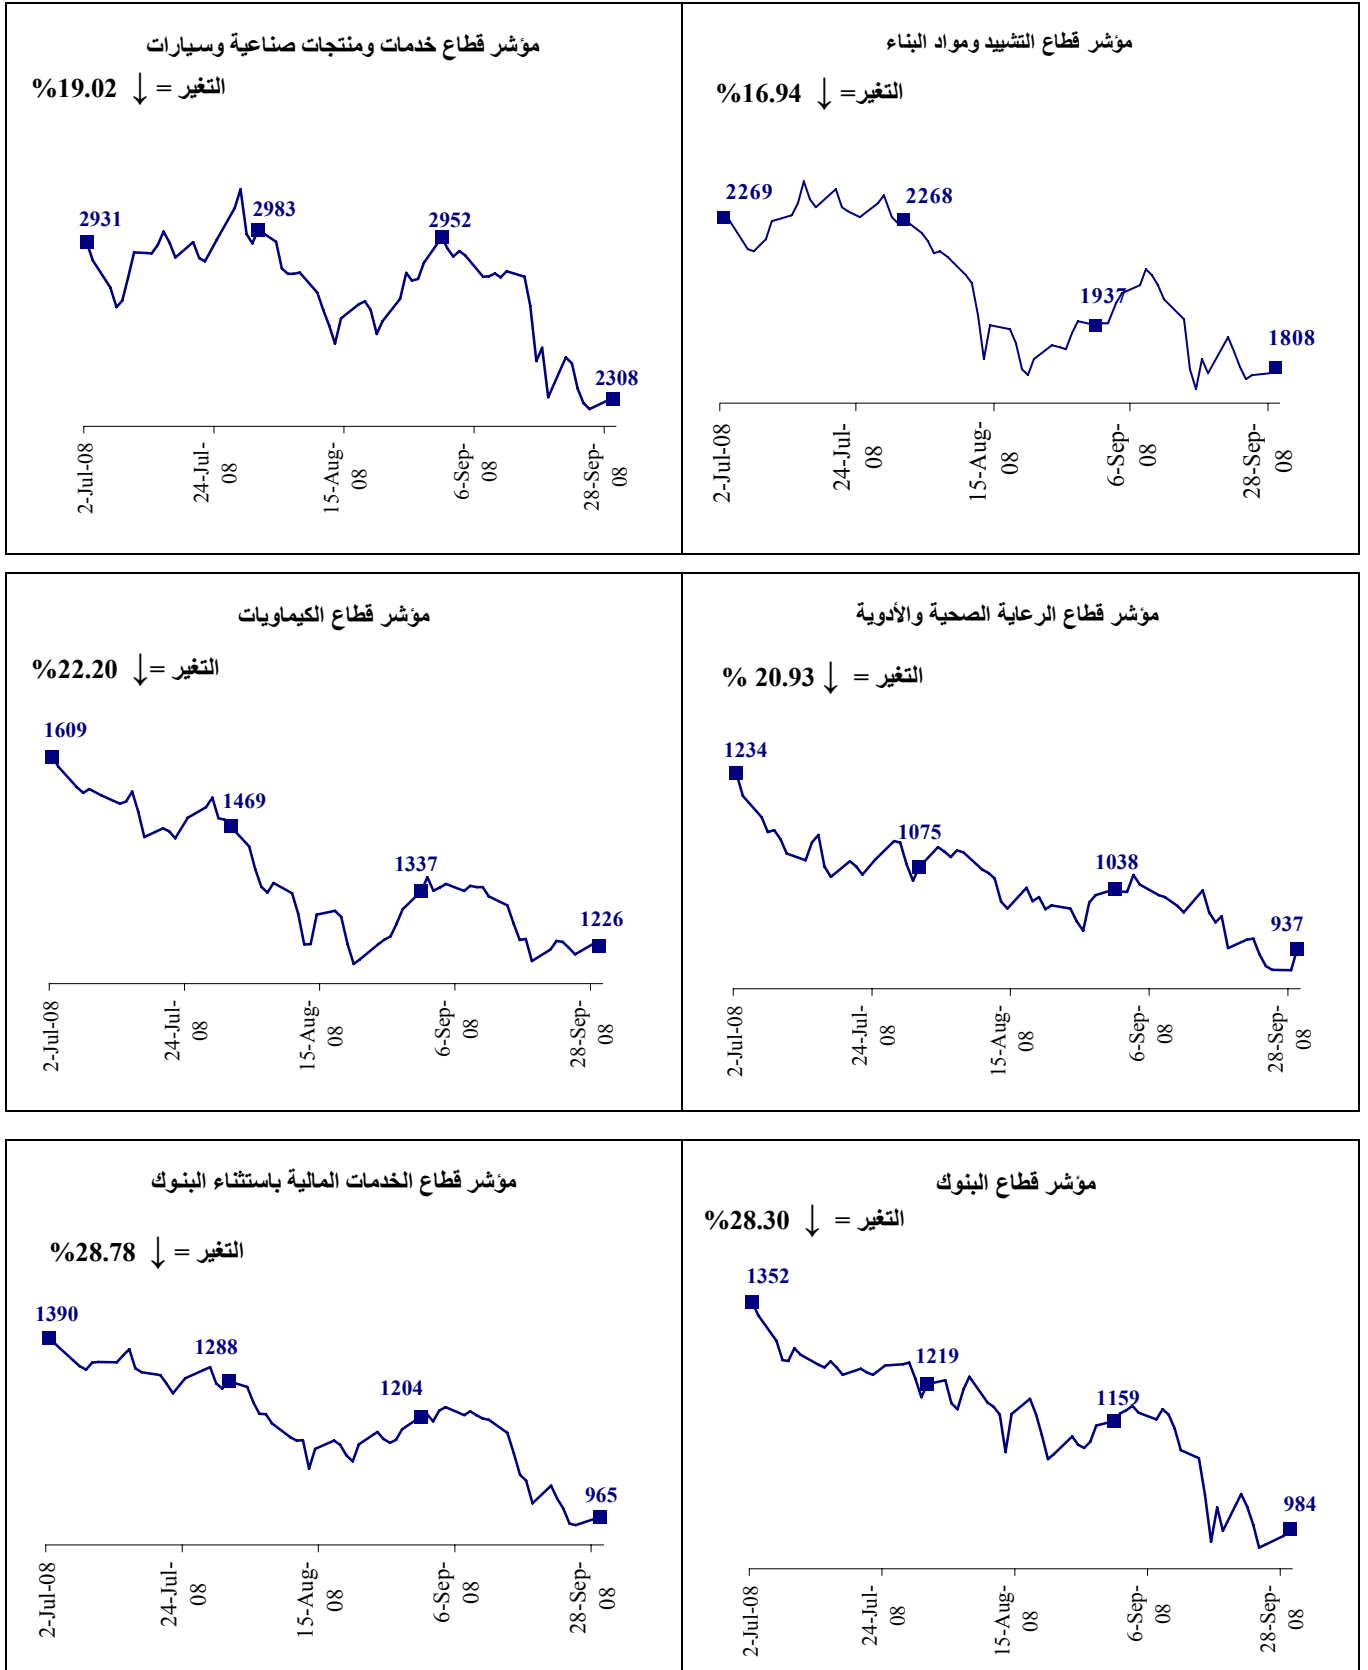 مؤشر قطاع التشييد ومواد البناء
التغير= ↓ 16.94%
2269
2268
1937
1808
2-Jul-08
24-Jul-
08
15-Aug-
08
6-Sep-
08
28-Sep-
08
مؤشر قطاع خدمات ومنتجات صناعية وسيارات
التغير = ↓ 19.02%
2931
2983
2952
2308
2-Jul-08
24-Jul-
08
15-Aug-
08
6-Sep-
08
28-Sep-
08
مؤشر قطاع الرعاية الصحية والأدوية
التغير = ↓ 20.93 %
1234
1075
1038
937
2-Jul-08
24-Jul-
08
15-Aug-
08
6-Sep-
08
28-Sep-
08
مؤشر قطاع الكيماويات
التغير =↓ 22.20%
1609
1469
1337
1226
2-Jul-08
24-Jul-
08
15-Aug-
08
6-Sep-
08
28-Sep-
08
مؤشر قطاع البنوك
التغير = ↓ 28.30%
1352
1219
1159
984
2-Jul-08
24-Jul-
08
15-Aug-
08
6-Sep-
08
28-Sep-
08
مؤشر قطاع الخدمات المالية باستثناء البنوك
التغير = ↓ 28.78%
1390
1288
1204
965
2-Jul-08
24-Jul-
08
15-Aug-
08
6-Sep-
08
28-Sep-
08